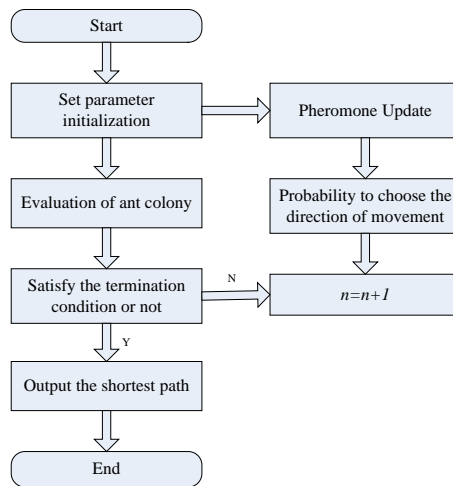 Start
Set parameter
initialization
Pheromone Update
Evaluation of ant colony
Probability to choose the
direction of movement
Satisfy the termination
condition or not
N
n=n+1
Y
Output the shortest path
End